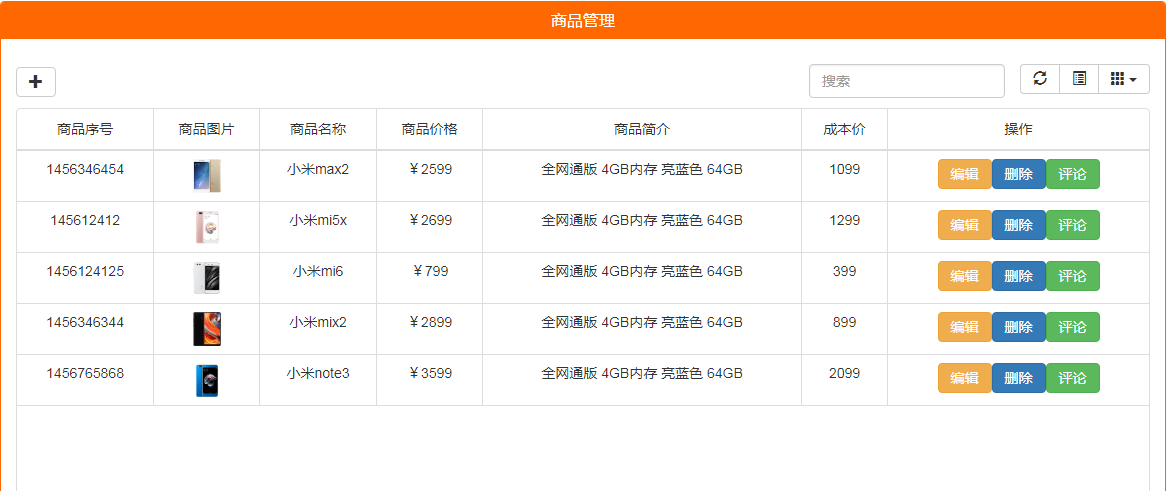 商品管理
搜索
商品序号 商品图片 商品名称 商品价格 商品简介 成本价 操作
1456346454 小米max2 ￥2599 全网通版 4GB内存 亮蓝色 64GB 1099 编辑 删除 评论
145612412 小米mi5x ￥2699 全网通版 4GB内存 亮蓝色 64GB 1299 编辑 删除 评论
1456124125 小米mi6 ￥799 全网通版 4GB内存 亮蓝色 64GB 399 编辑 删除 评论
1456346344 小米mix2 ￥2899 全网通版 4GB内存 亮蓝色 64GB 899 编辑 删除 评论
1456765868 小米note3 ￥3599 全网通版 4GB内存 亮蓝色 64GB 2099 编辑 删除 评论